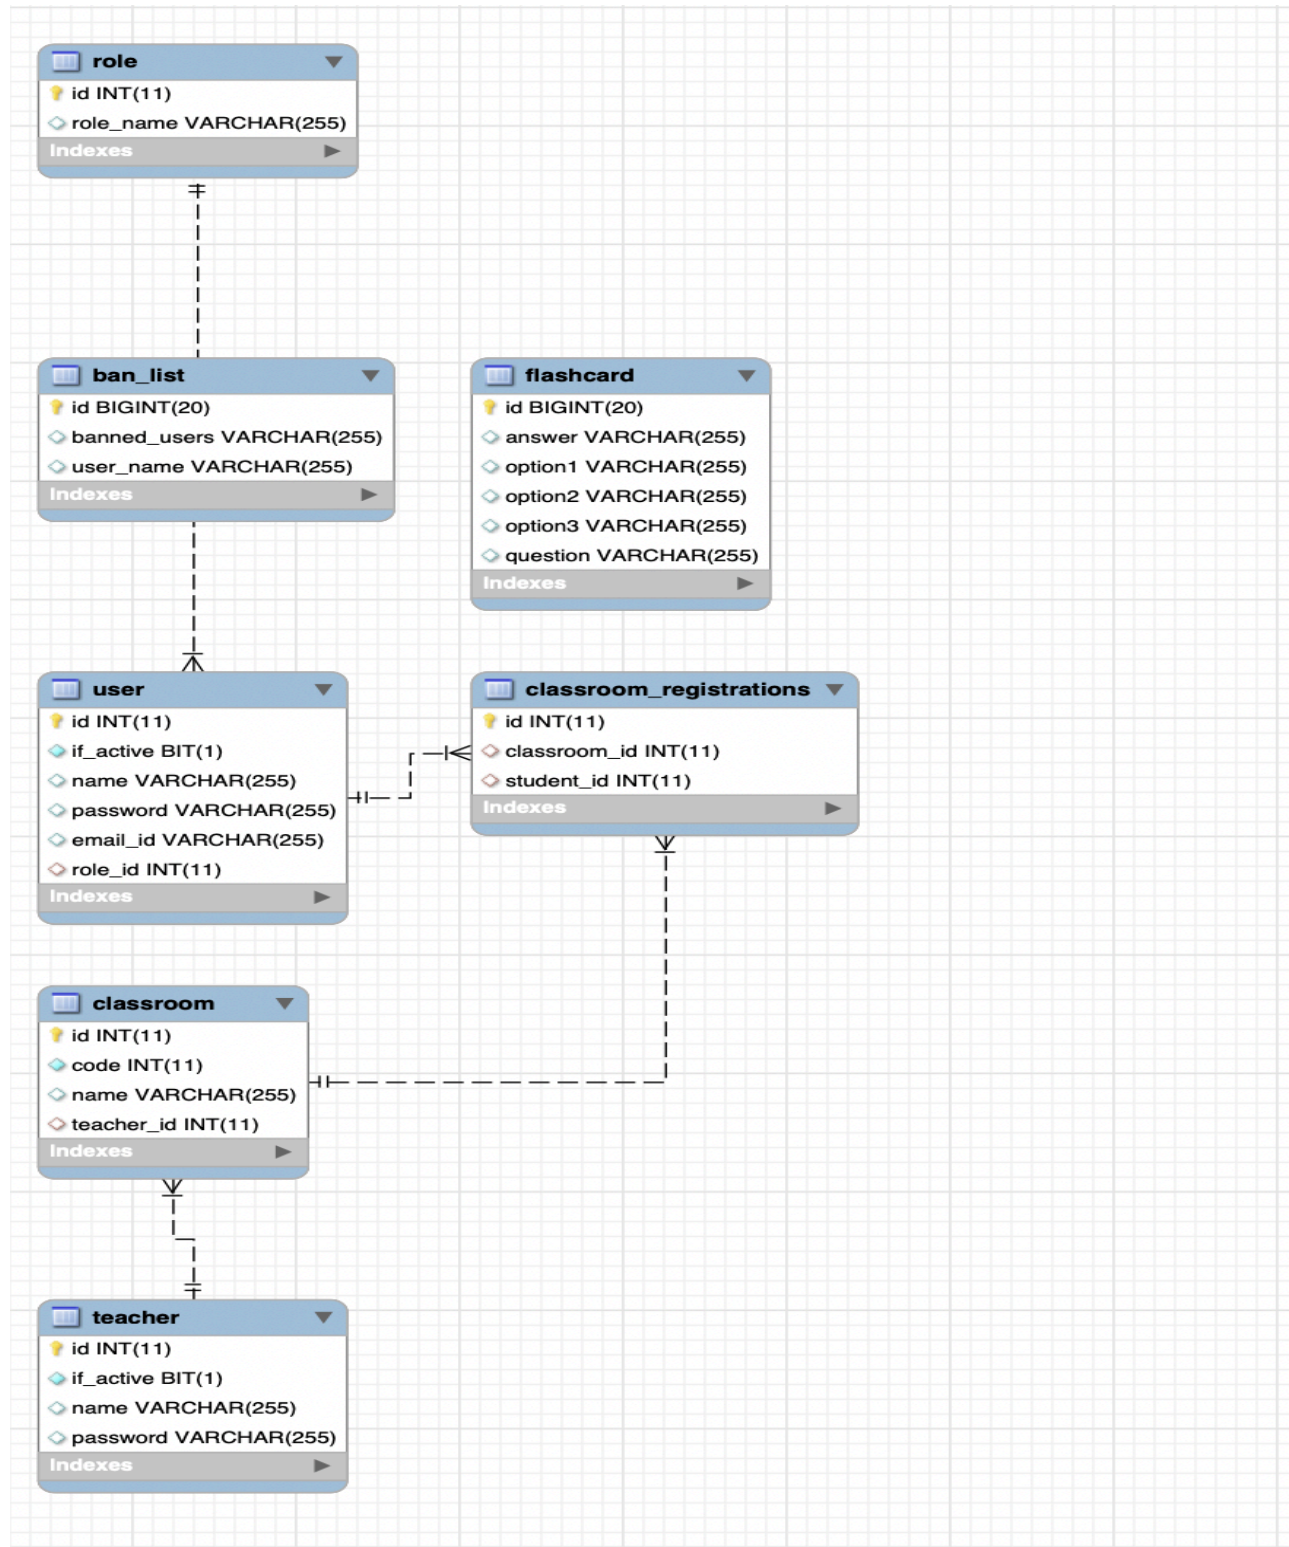 role
id INT(11)
role_name VARCHAR(255)
Indexes
ban_list
id BIGINT(20)
banned_users VARCHAR(255)
user_name VARCHAR(255)
Indexes
flashcard
id BIGINT(20)
answer VARCHAR(255)
option1 VARCHAR(255)
option2 VARCHAR(255)
option3 VARCHAR(255)
question VARCHAR(255)
Indexes
user
id INT(11)
if_active BIT(1)
name VARCHAR(255)
password VARCHAR(255)
email_id VARCHAR(255)
role_id INT(11)
Indexes
classroom_registrations
id INT(11)
classroom_id INT(11)
student_id INT(11)
Indexes
classroom
id INT(11)
code INT(11)
name VARCHAR(255)
teacher_id INT(11)
Indexes
teacher
id INT(11)
if_active BIT(1)
name VARCHAR(255)
password VARCHAR(255)
Indexes